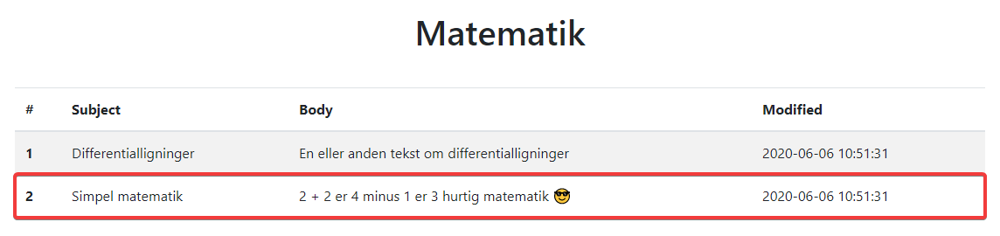 Matematik
# Subject Body Modified
1 Differentialligninger En eller anden tekst om differentialligninger 2020-06-06 10:51:31
2 Simpel matematik 2 + 2 er 4 minus 1 er 3 hurtig matematik 😎 2020-06-06 10:51:31